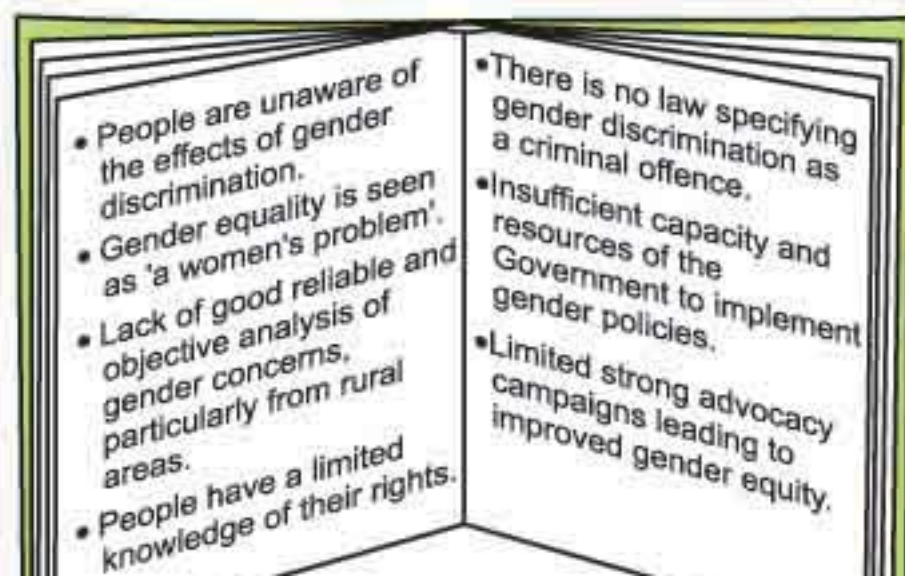 • People are unaware of
the effects of gender
discrimination.
• Gender equality is seen
as 'a women's problem'.
• Lack of good reliable and
objective analysis of
gender concerns,
particularly from rural
areas.
• People have a limited
knowledge of their rights.
•There is no law specifying
gender discrimination as
a criminal offence.
•Insufficient capacity and
resources of the
Government to implement
gender policies.
•Limited strong advocacy
campaigns leading to
improved gender equity.